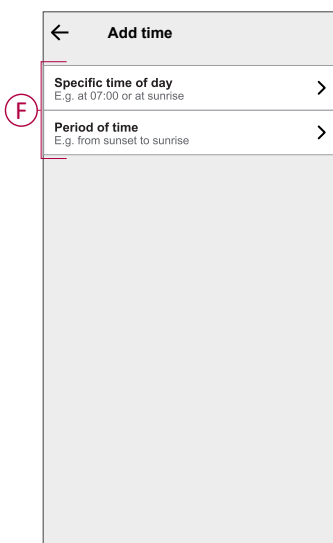 Add time
Specific time of day
E.g. at 07:00 or at sunrise
F
Period of time
E.g. from sunset to sunrise